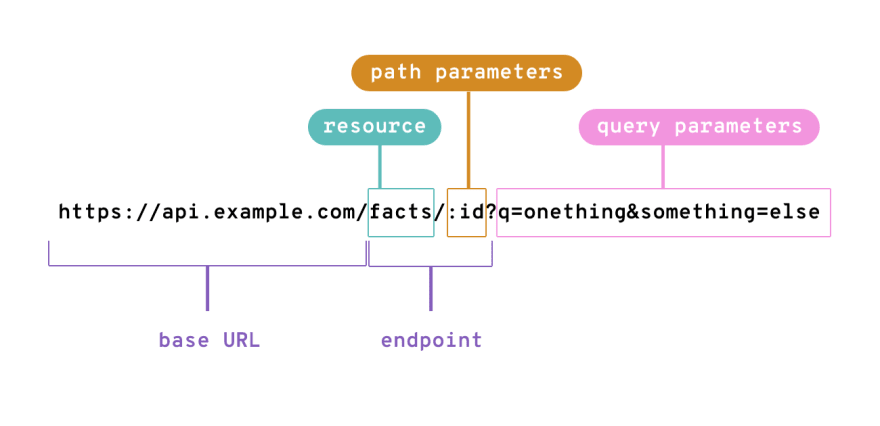 path parameters
resource
query parameters
https://api.example.com/facts/:id?q=onething&something=else
base URL
endpoint